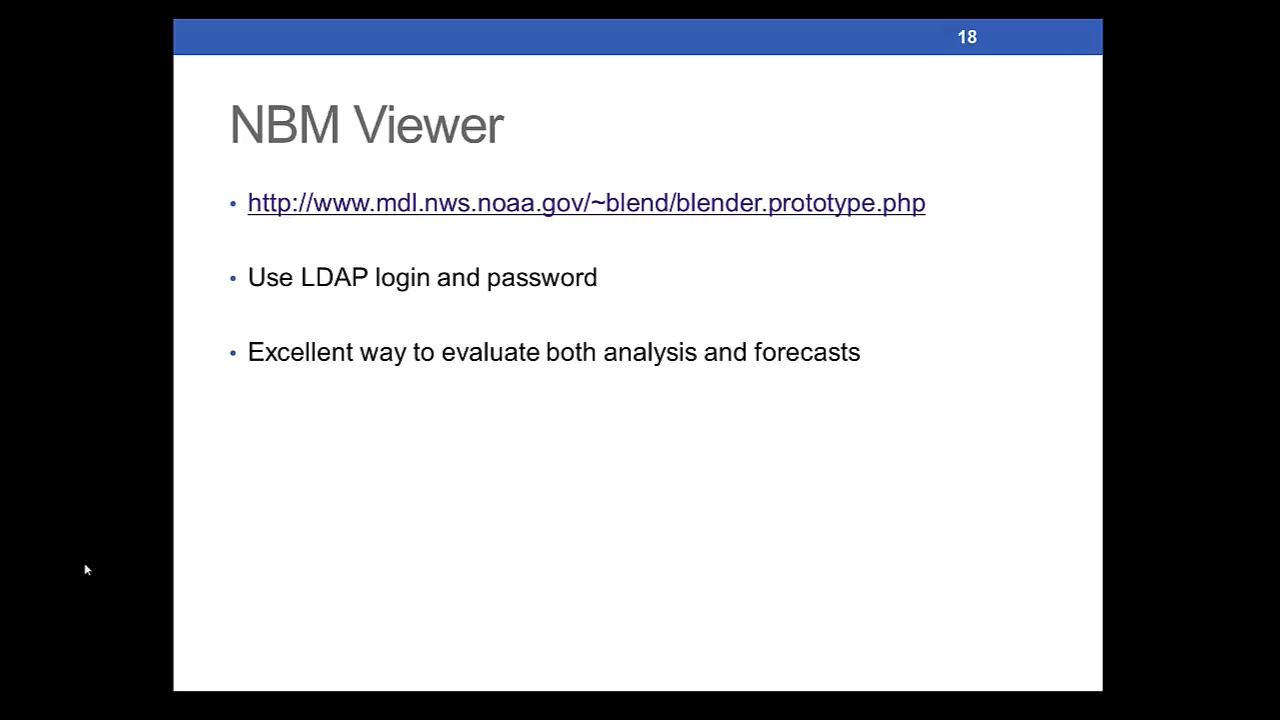 18
NBM Viewer
• http://www.mdl.nws.noaa.gov/~blend/blender.prototype.php
• Use LDAP login and password
• Excellent way to evaluate both analysis and forecasts